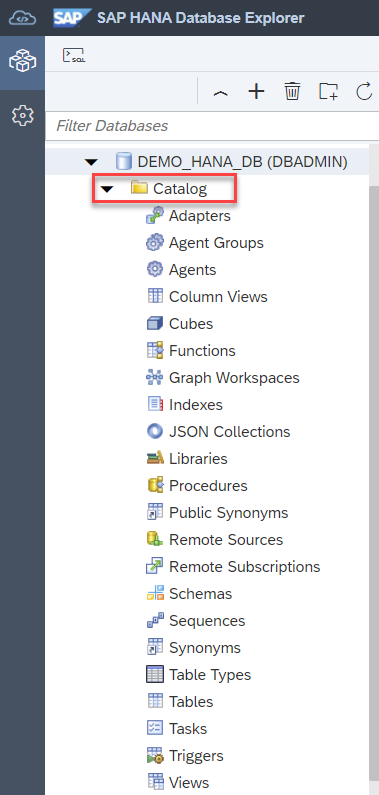 SAP SAP HANA Database Explorer
SQL
Filter Databases
DEMO_HANA_DB (DBADMIN)
Catalog
Adapters
Agent Groups
Agents
Column Views
Cubes
Functions
Graph Workspaces
Indexes
JSON Collections
Libraries
Procedures
Public Synonyms
Remote Sources
Remote Subscriptions
Schemas
Sequences
Synonyms
Table Types
Tables
Tasks
Triggers
Views